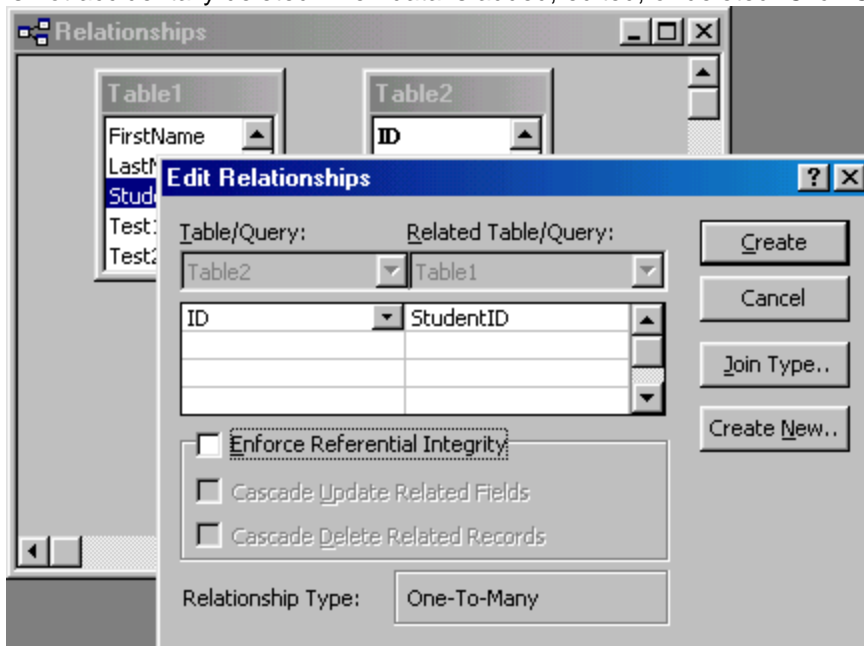 Relationships
Table1
Table2
FirstName
ID
Edit Relationships
Table/Query:
Related Table/Query:
Table2
Table1
ID
StudentID
Enforce Referential Integrity
Cascade Update Related Fields
Cascade Delete Related Records
Relationship Type:
One-To-Many
Create
Cancel
Join Type..
Create New..